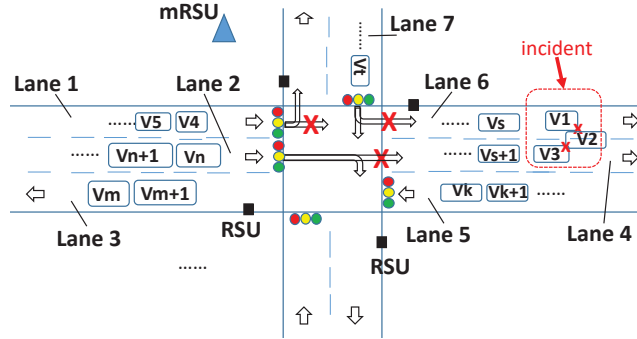 mRSU
Lane 7
incident
Lane 1
Lane 2
Vt
Lane 6
...... V5 V4
X
X
...... Vs
V1
x
V2
...... Vn+1 Vn
X
...... Vs+1
V3
x
Vm Vm+1
Vk Vk+1 ......
Lane 3
RSU
Lane 5
Lane 4
RSU
......